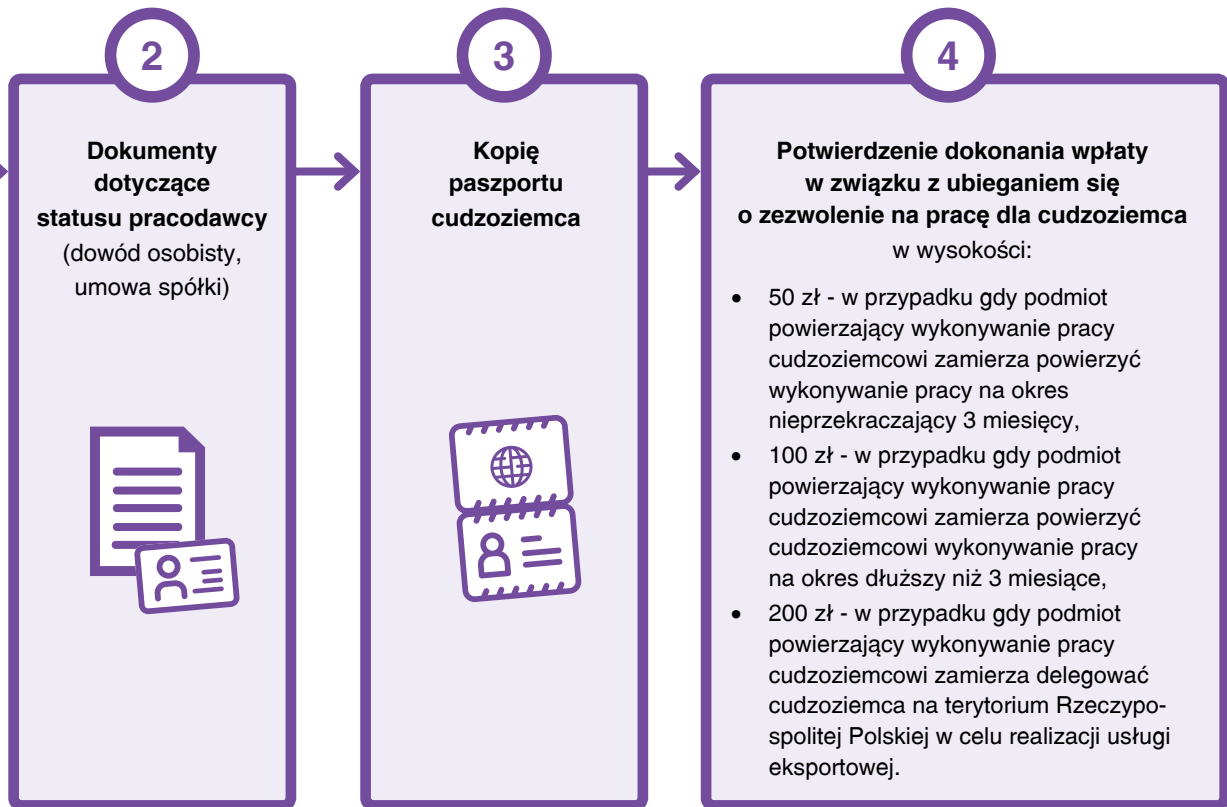 2
Dokumenty
dotyczące
statusu pracodawcy
(dowód osobisty,
umowa spółki)
3
Kopię
paszportu
cudzoziemca
4
Potwierdzenie dokonania wpłaty
w związku z ubieganiem się
o zezwolenie na pracę dla cudzoziemca
w wysokości:
• 50 zł - w przypadku gdy podmiot
powierzający wykonywanie pracy
cudzoziemcowi zamierza powierzyć
wykonywanie pracy na okres
nieprzekraczający 3 miesięcy,
• 100 zł - w przypadku gdy podmiot
powierzający wykonywanie pracy
cudzoziemcowi zamierza powierzyć
cudzoziemcowi wykonywanie pracy
na okres dłuższy niż 3 miesiące,
• 200 zł - w przypadku gdy podmiot
powierzający wykonywanie pracy
cudzoziemcowi zamierza delegować
cudzoziemca na terytorium Rzeczypo-
spolitej Polskiej w celu realizacji usługi
eksportowej.